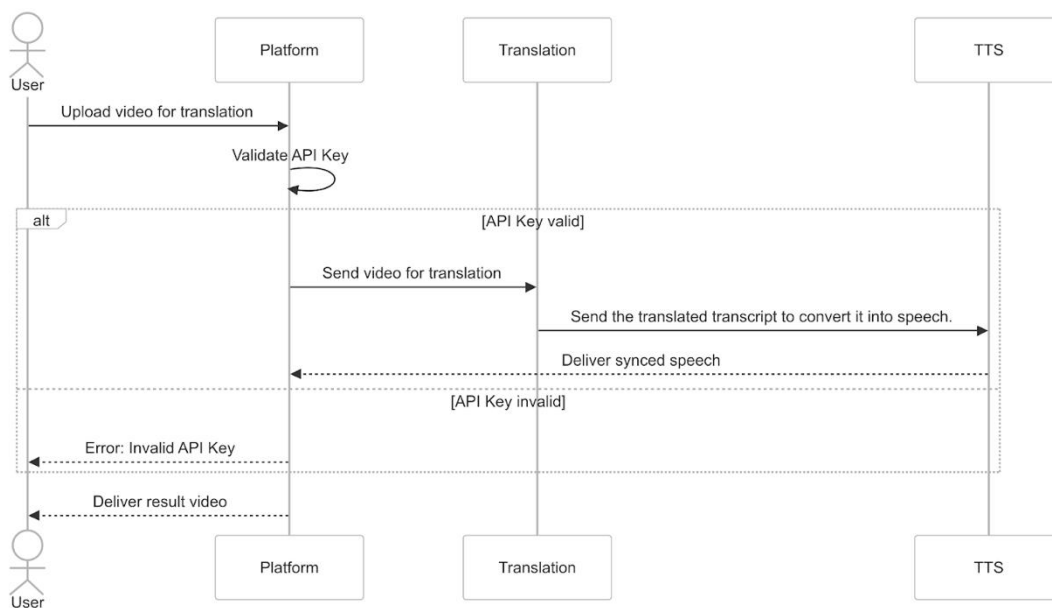 Platform
Translation
TTS
User
Upload video for translation
Validate API Key
alt
[API Key valid]
Send video for translation
Send the translated transcript to convert it into speech.
Deliver synced speech
[API Key invalid]
Error: Invalid API Key
Deliver result video
Platform
Translation
TTS
User